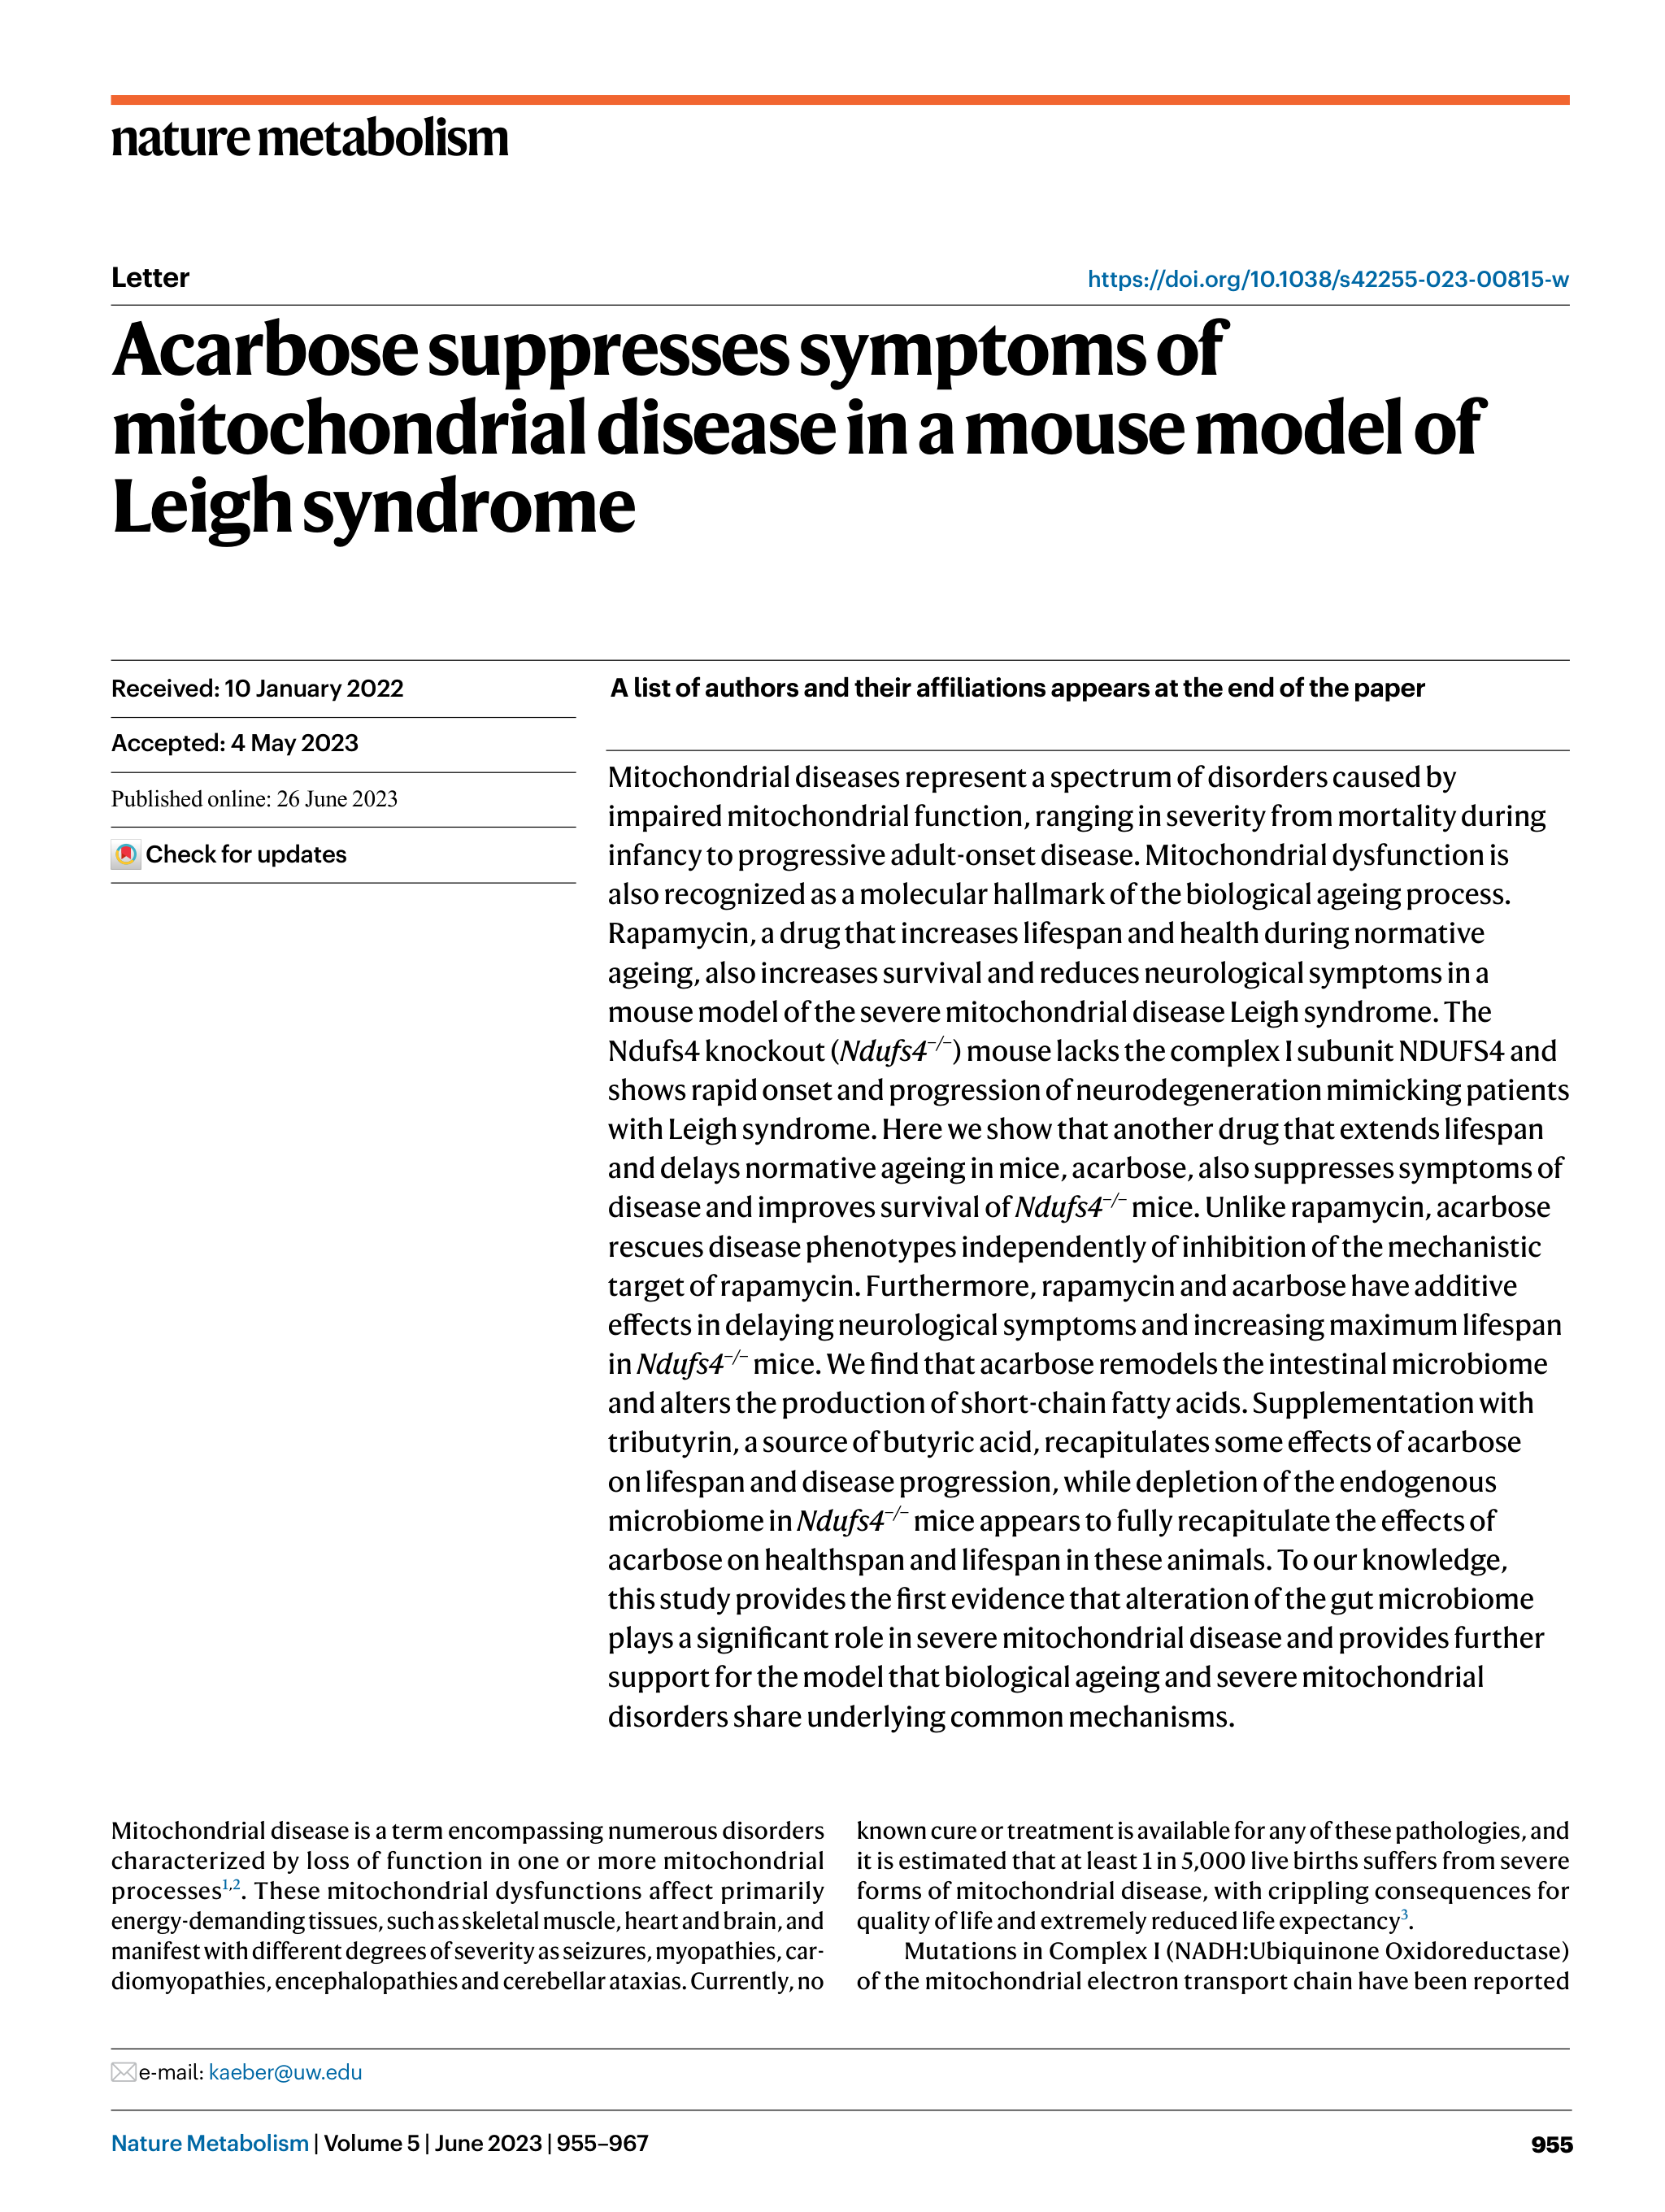 nature metabolism
Letter
https://doi.org/10.1038/s42255-023-00815-w
Acarbose suppresses symptoms of
mitochondrial disease in a mouse model of
Leigh syndrome
Received: 10 January 2022
Accepted: 4 May 2023
Published online: 26 June 2023
Check for updates
A list of authors and their affiliations appears at the end of the paper
Mitochondrial diseases represent a spectrum of disorders caused by
impaired mitochondrial function, ranging in severity from mortality during
infancy to progressive adult-onset disease. Mitochondrial dysfunction is
also recognized as a molecular hallmark of the biological ageing process.
Rapamycin, a drug that increases lifespan and health during normative
ageing, also increases survival and reduces neurological symptoms in a
mouse model of the severe mitochondrial disease Leigh syndrome. The
Ndufs4 knockout (Ndufs4−/−) mouse lacks the complex I subunit NDUFS4 and
shows rapid onset and progression of neurodegeneration mimicking patients
with Leigh syndrome. Here we show that another drug that extends lifespan
and delays normative ageing in mice, acarbose, also suppresses symptoms of
disease and improves survival of Ndufs4−/− mice. Unlike rapamycin, acarbose
rescues disease phenotypes independently of inhibition of the mechanistic
target of rapamycin. Furthermore, rapamycin and acarbose have additive
effects in delaying neurological symptoms and increasing maximum lifespan
in Ndufs4−/− mice. We find that acarbose remodels the intestinal microbiome
and alters the production of short-chain fatty acids. Supplementation with
tributyrin, a source of butyric acid, recapitulates some effects of acarbose
on lifespan and disease progression, while depletion of the endogenous
microbiome in Ndufs4−/− mice appears to fully recapitulate the effects of
acarbose on healthspan and lifespan in these animals. To our knowledge,
this study provides the first evidence that alteration of the gut microbiome
plays a significant role in severe mitochondrial disease and provides further
support for the model that biological ageing and severe mitochondrial
disorders share underlying common mechanisms.
Mitochondrial disease is a term encompassing numerous disorders
characterized by loss of function in one or more mitochondrial
processes1,2. These mitochondrial dysfunctions affect primarily
energy-demanding tissues, such as skeletal muscle, heart and brain, and
manifest with different degrees of severity as seizures, myopathies, car-
diomyopathies, encephalopathies and cerebellar ataxias. Currently, no
known cure or treatment is available for any of these pathologies, and
it is estimated that at least 1 in 5,000 live births suffers from severe
forms of mitochondrial disease, with crippling consequences for
quality of life and extremely reduced life expectancy3.
Mutations in Complex I (NADH:Ubiquinone Oxidoreductase)
of the mitochondrial electron transport chain have been reported
e-mail: kaeber@uw.edu
Nature Metabolism | Volume 5 | June 2023 | 955–967
955